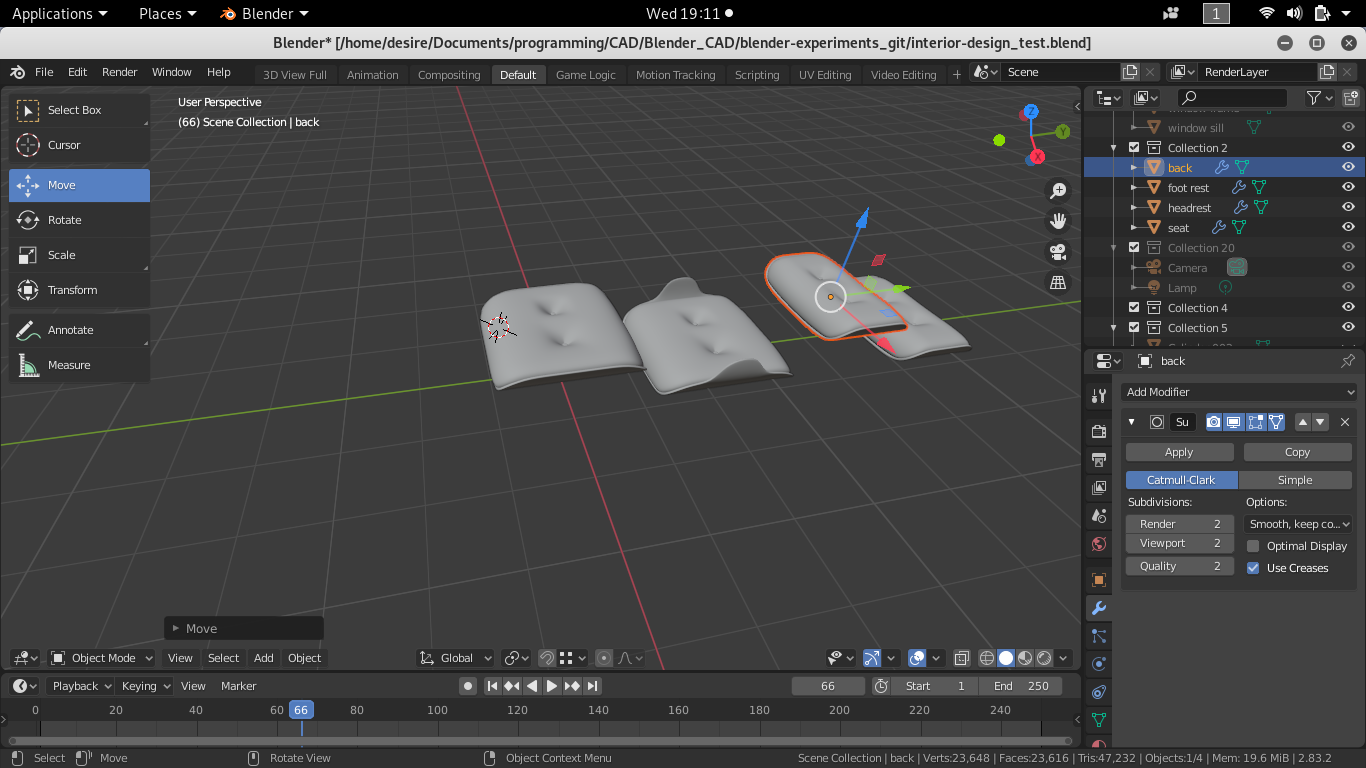 Applications Places Blender Wed 19:11 1
Blender* [/home/desire/Documents/programming/CAD/Blender_CAD/blender-experiments_git/interior-design_test.blend]
File Edit Render Window Help 3D View Full Animation Compositing Default Game Logic Motion Tracking Scripting UV Editing Video Editing + Scene RenderLayer
Select Box
Cursor
Move
Rotate
Scale
Transform
Annotate
Measure
User Perspective
(66) Scene Collection | back
Z
Y
X
window sill
Collection 2
back
foot rest
headrest
seat
Collection 20
Camera
Lamp
Collection 4
Collection 5
back
Add Modifier
Su
Apply Copy
Catmull-Clark Simple
Subdivisions: Options:
Render 2 Smooth, keep co...
Viewport 2 Optimal Display
Quality 2 Use Creases
Move
Object Mode View Select Add Object Global
Playback Keying View Marker 66 Start 1 End 250
0 20 40 60 66 80 100 120 140 160 180 200 220 240
Select Move Rotate View Object Context Menu Scene Collection | back | Verts:23,648 | Faces:23,616 | Tris:47,232 | Objects:1/4 | Mem: 19.6 MiB | 2.83.2